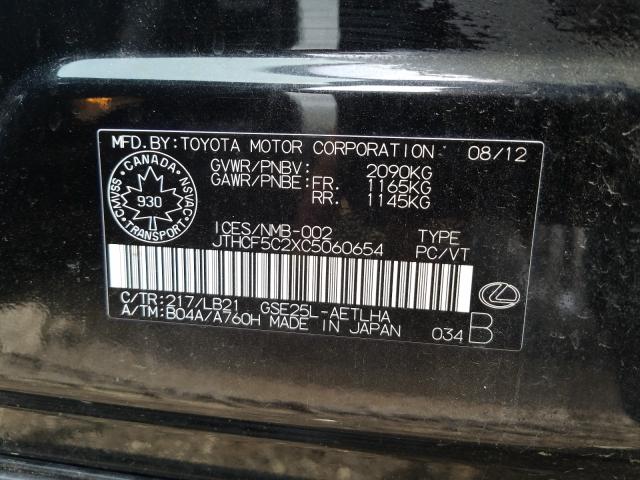 MFD.BY:TOYOTA MOTOR CORPORATION 08/12
GVWR/PNBV: 2090KG
GAWR/PNBE:FR: 1165KG
RR: 1145KG
CANADA
CMVSS
NSVAC
930
TRANSPORT
ICES/NMB-002 TYPE
JTHCF5C2XC5060654 PC/VT
C/TR:217/LB21 GSE25L-AETLHA
A/TM:B04A/A760H MADE IN JAPAN 034 B